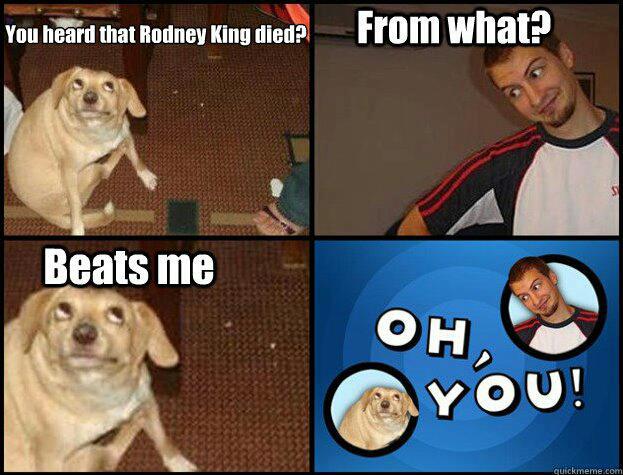 You heard that Rodney King died?
From what?
Beats me
OH,
YOU!
quickmeme.com